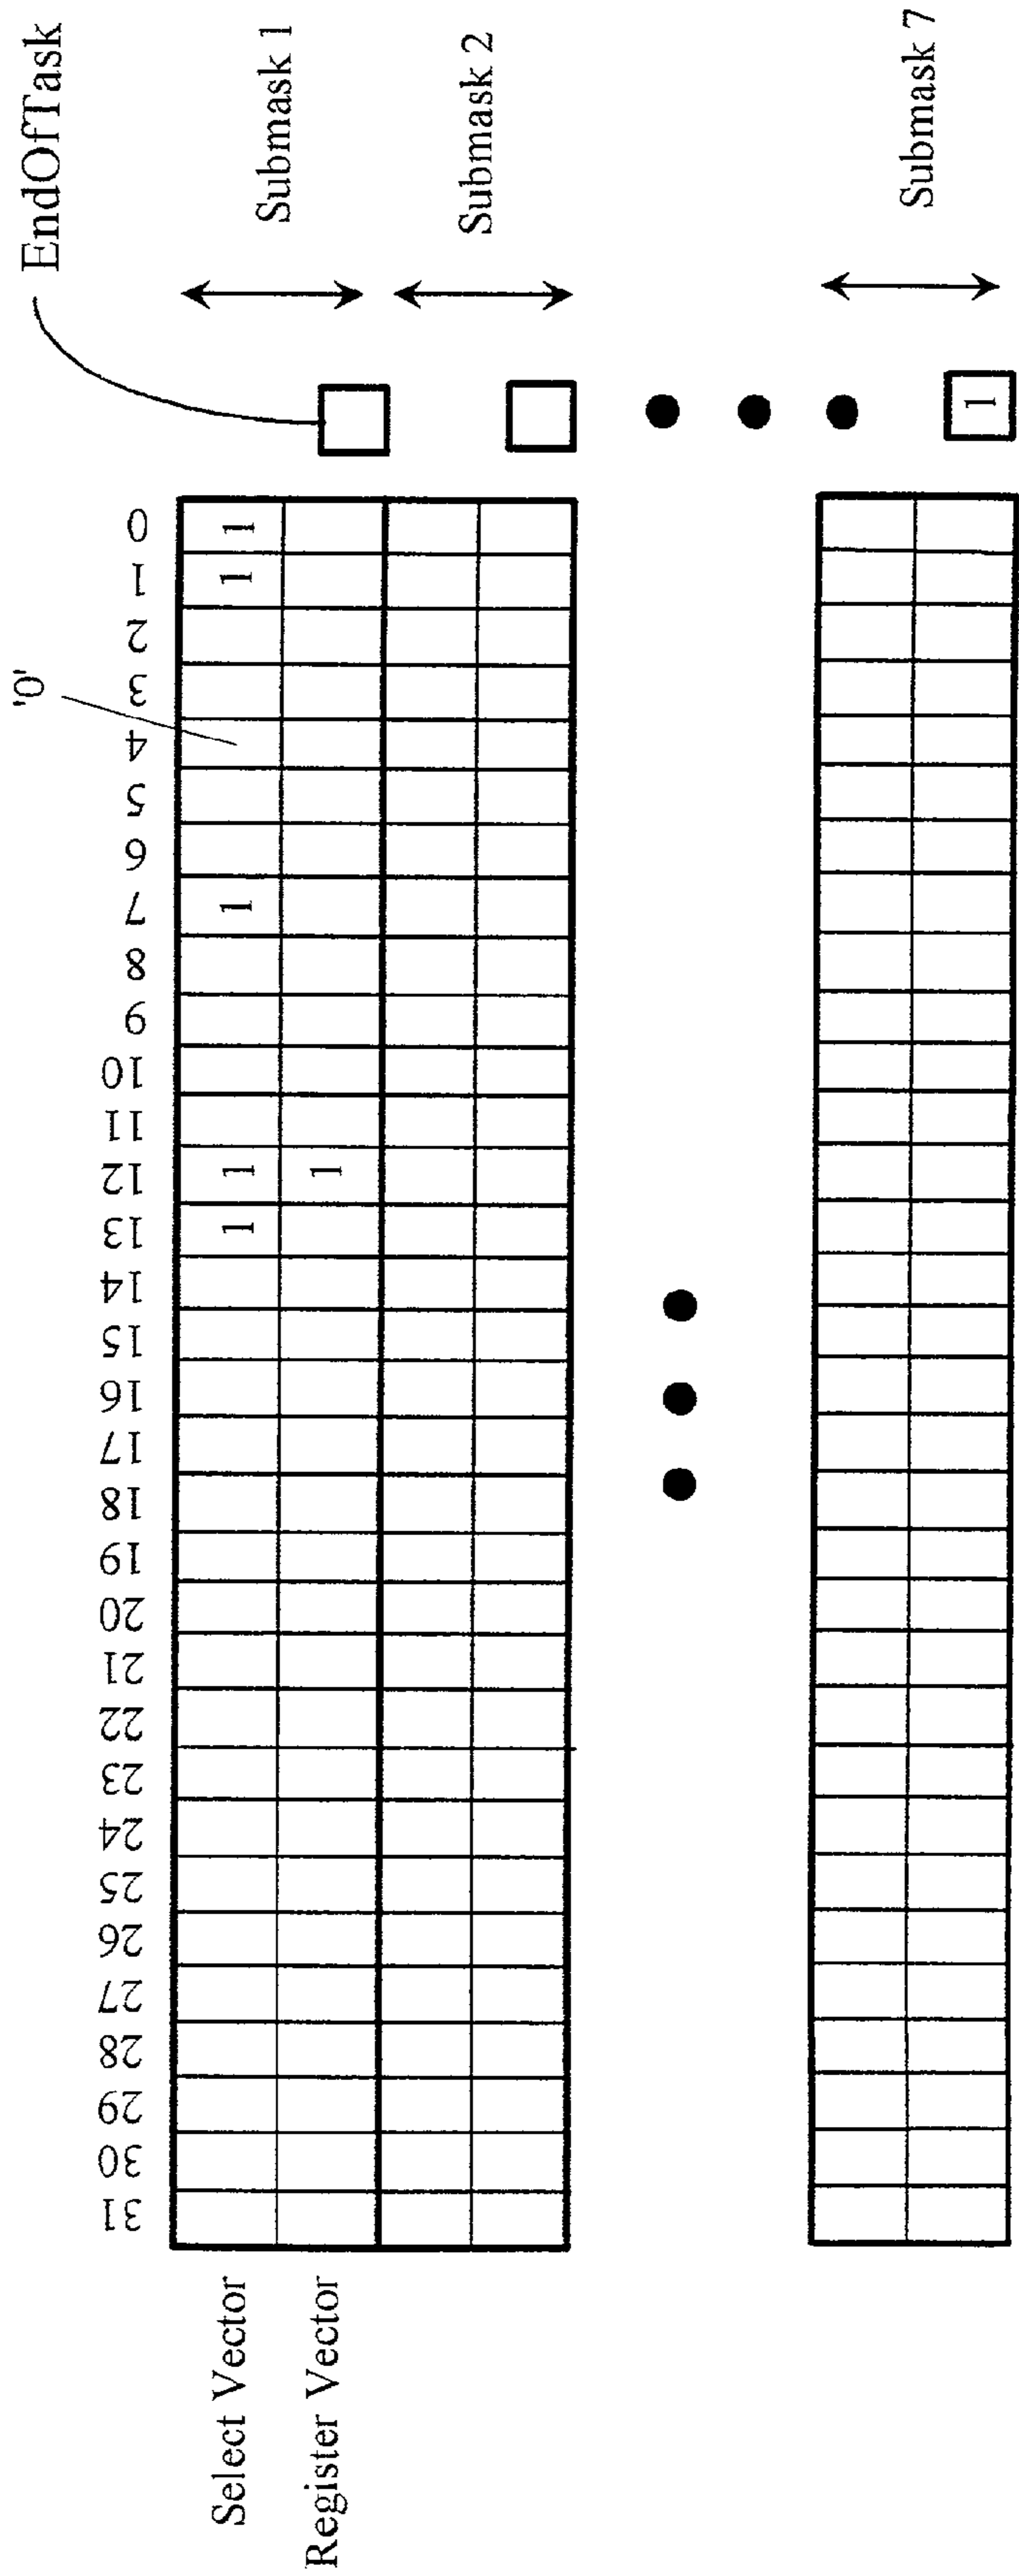 '0'
EndOfTask
31 30 29 28 27 26 25 24 23 22 21 20 19 18 17 16 15 14 13 12 11 10 9 8 7 6 5 4 3 2 1 0
Select Vector 1 1 1 1 1
Register Vector 1
Submask 1
Submask 2
Submask 7
1